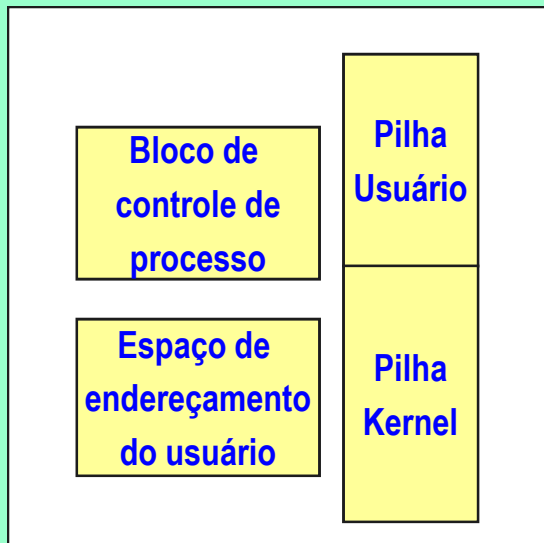 Bloco de
controle de
processo
Pilha
Usuário
Espaço de
endereçamento
do usuário
Pilha
Kernel